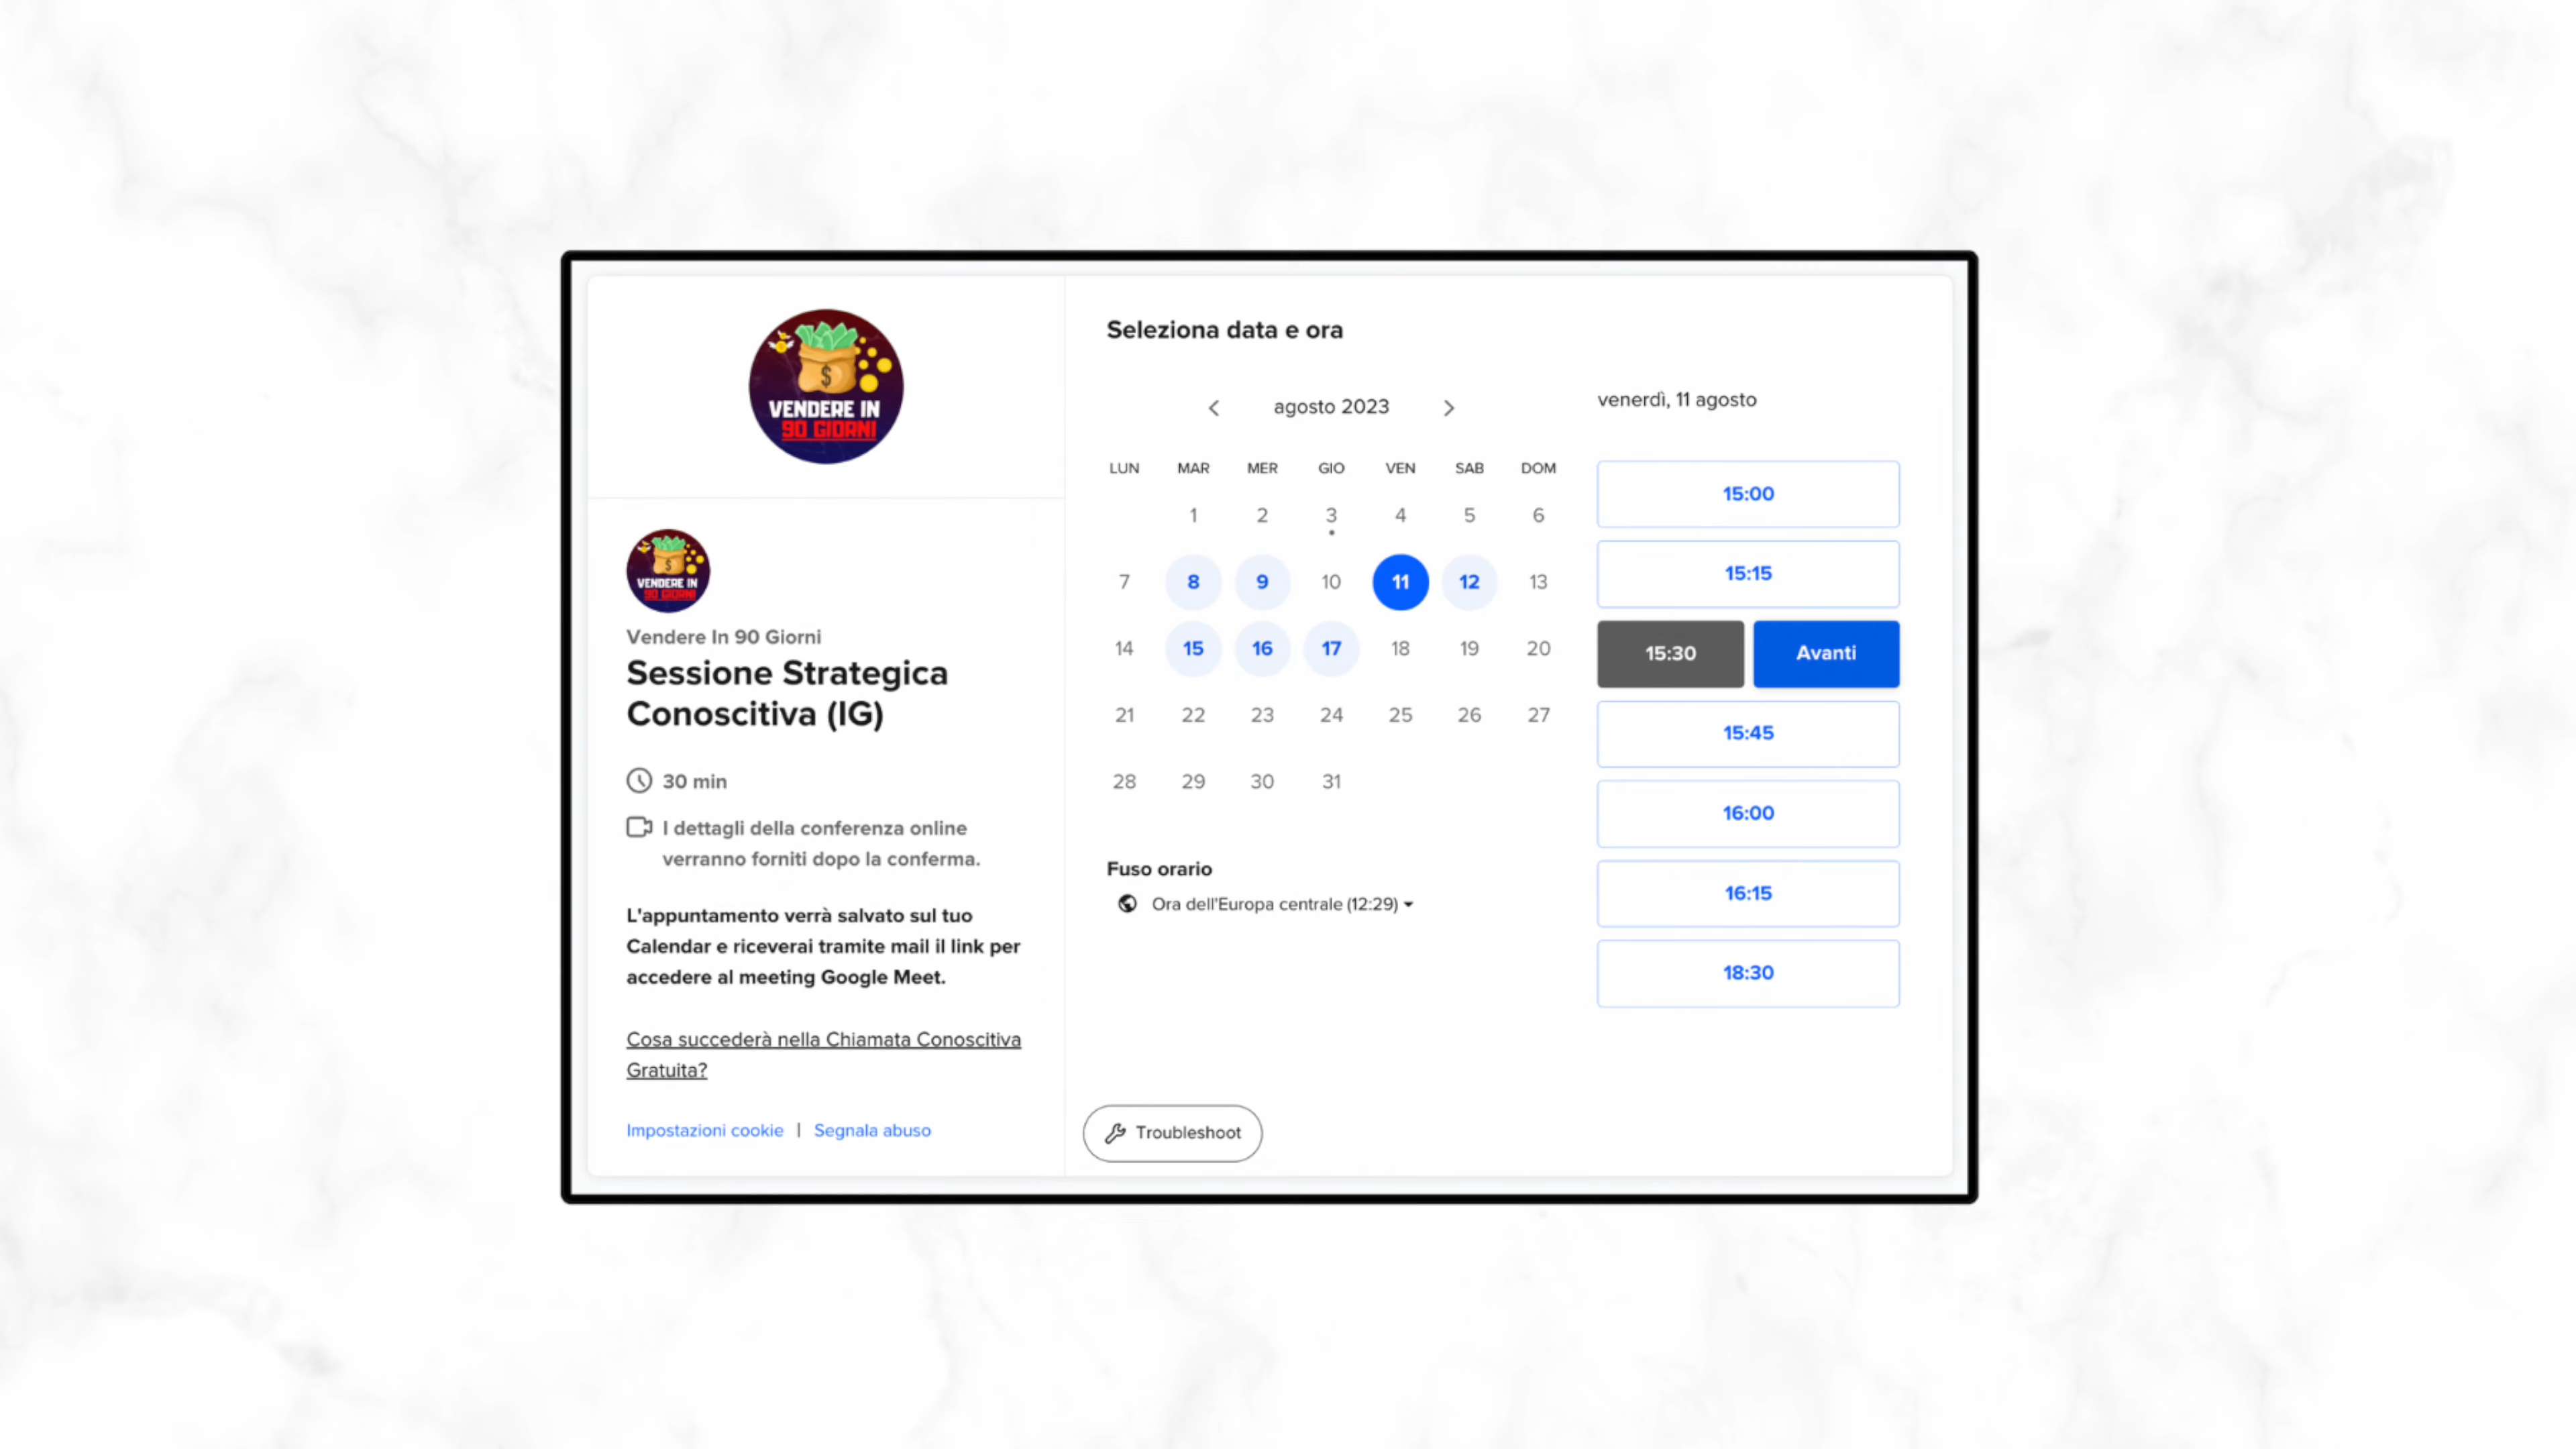 VENDERE IN
90 GIORNI
$
VENDERE IN
90 GIORNI
$
Vendere In 90 Giorni
Sessione Strategica
Conoscitiva (IG)
30 min
I dettagli della conferenza online
verranno forniti dopo la conferma.
L'appuntamento verrà salvato sul tuo
Calendar e riceverai tramite mail il link per
accedere al meeting Google Meet.
Cosa succederà nella Chiamata Conoscitiva
Gratuita?
Impostazioni cookie | Segnala abuso
Seleziona data e ora
agosto 2023
LUN MAR MER GIO VEN SAB DOM
1 2 3 4 5 6
7 8 9 10 11 12 13
14 15 16 17 18 19 20
21 22 23 24 25 26 27
28 29 30 31
Fuso orario
Ora dell'Europa centrale (12:29)
Troubleshoot
venerdì, 11 agosto
15:00
15:15
15:30 Avanti
15:45
16:00
16:15
18:30